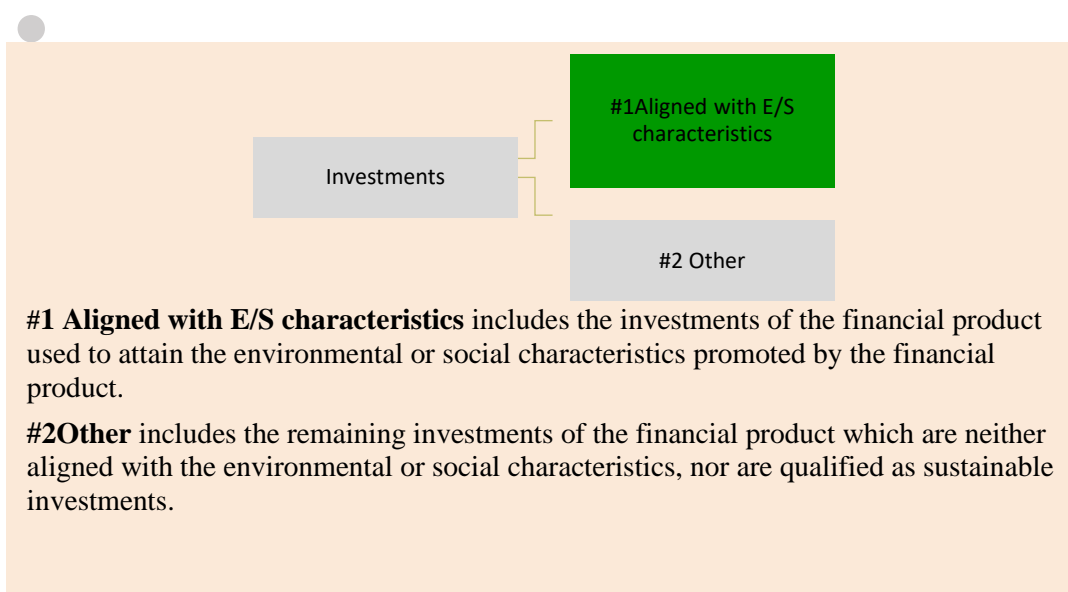 #1Aligned with E/S
characteristics
Investments
#2 Other
#1 Aligned with E/S characteristics includes the investments of the financial product
used to attain the environmental or social characteristics promoted by the financial
product.
#2Other includes the remaining investments of the financial product which are neither
aligned with the environmental or social characteristics, nor are qualified as sustainable
investments.